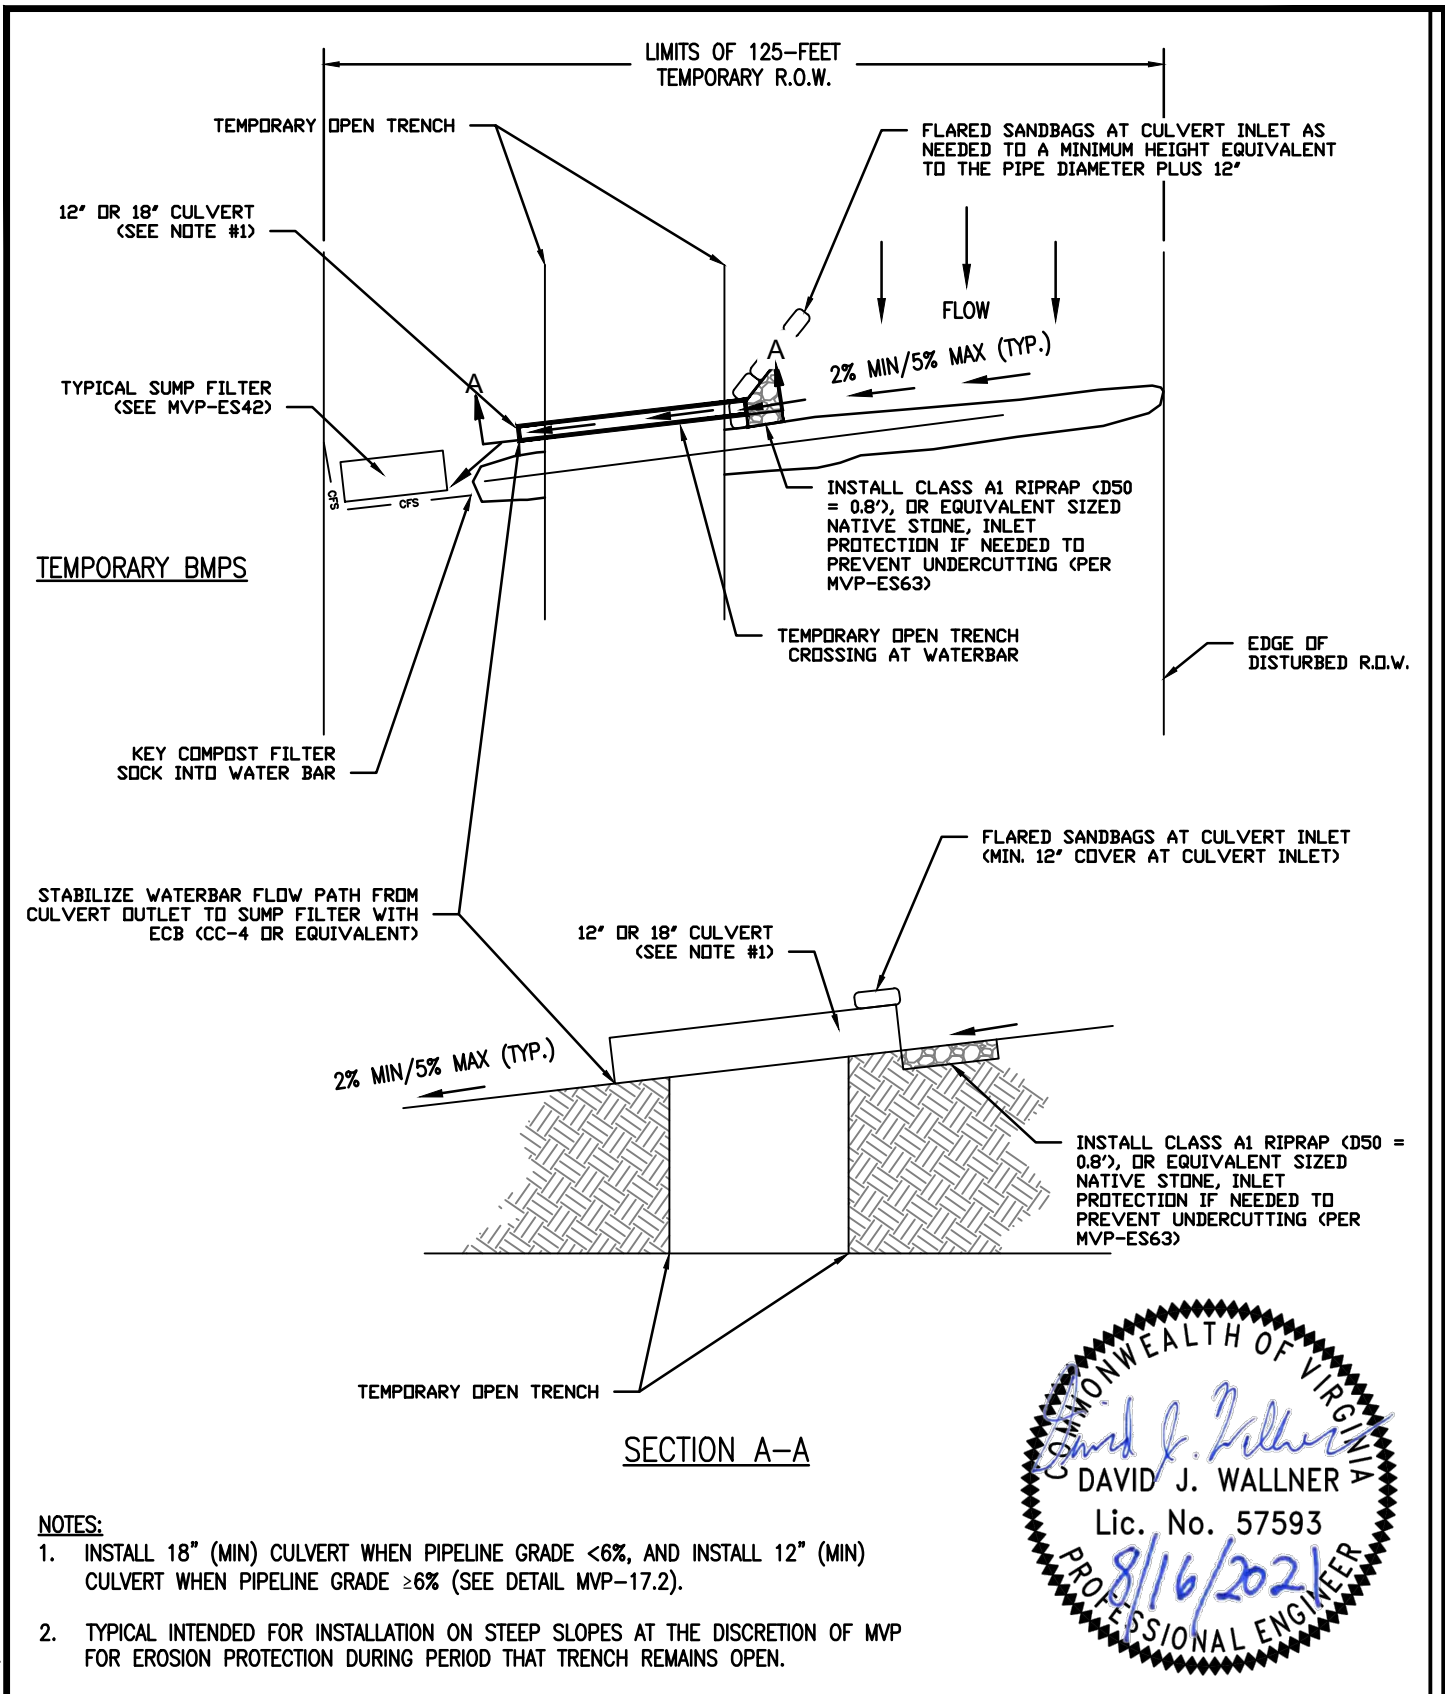 LIMITS OF 125-FEET
TEMPORARY R.O.W.
TEMPORARY OPEN TRENCH
FLARED SANDBAGS AT CULVERT INLET AS
NEEDED TO A MINIMUM HEIGHT EQUIVALENT
TO THE PIPE DIAMETER PLUS 12"
12" OR 18" CULVERT
(SEE NOTE #1)
FLOW
A
2% MIN/5% MAX (TYP.)
TYPICAL SUMP FILTER
(SEE MVP-ES42)
A
CFS
CFS
INSTALL CLASS A1 RIPRAP (D50
= 0.8'), OR EQUIVALENT SIZED
NATIVE STONE, INLET
PROTECTION IF NEEDED TO
PREVENT UNDERCUTTING (PER
MVP-ES63)
TEMPORARY BMPS
TEMPORARY OPEN TRENCH
CROSSING AT WATERBAR
EDGE OF
DISTURBED R.O.W.
KEY COMPOST FILTER
SOCK INTO WATER BAR
FLARED SANDBAGS AT CULVERT INLET
(MIN. 12" COVER AT CULVERT INLET)
STABILIZE WATERBAR FLOW PATH FROM
CULVERT OUTLET TO SUMP FILTER WITH
ECB (CC-4 OR EQUIVALENT)
12" OR 18" CULVERT
(SEE NOTE #1)
2% MIN/5% MAX (TYP.)
INSTALL CLASS A1 RIPRAP (D50 =
0.8'), OR EQUIVALENT SIZED
NATIVE STONE, INLET
PROTECTION IF NEEDED TO
PREVENT UNDERCUTTING (PER
MVP-ES63)
TEMPORARY OPEN TRENCH
SECTION A-A
COMMONWEALTH OF VIRGINIA
David J. Wallner
DAVID J. WALLNER
Lic. No. 57593
8/16/2021
PROFESSIONAL ENGINEER
NOTES:
1. INSTALL 18" (MIN) CULVERT WHEN PIPELINE GRADE <6%, AND INSTALL 12" (MIN)
CULVERT WHEN PIPELINE GRADE ≥6% (SEE DETAIL MVP-17.2).
2. TYPICAL INTENDED FOR INSTALLATION ON STEEP SLOPES AT THE DISCRETION OF MVP
FOR EROSION PROTECTION DURING PERIOD THAT TRENCH REMAINS OPEN.